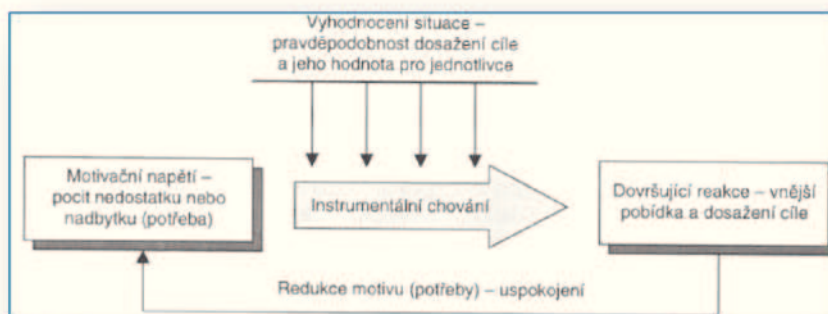 Vyhodnocení situace –
pravděpodobnost dosažení cíle
a jeho hodnota pro jednotlivce
Motivační napětí –
pocit nedostatku nebo
nadbytku (potřeba)
Instrumentální chování
Dovršující reakce – vnější
pobídka a dosažení cíle
Redukce motivu (potřeby) – uspokojení